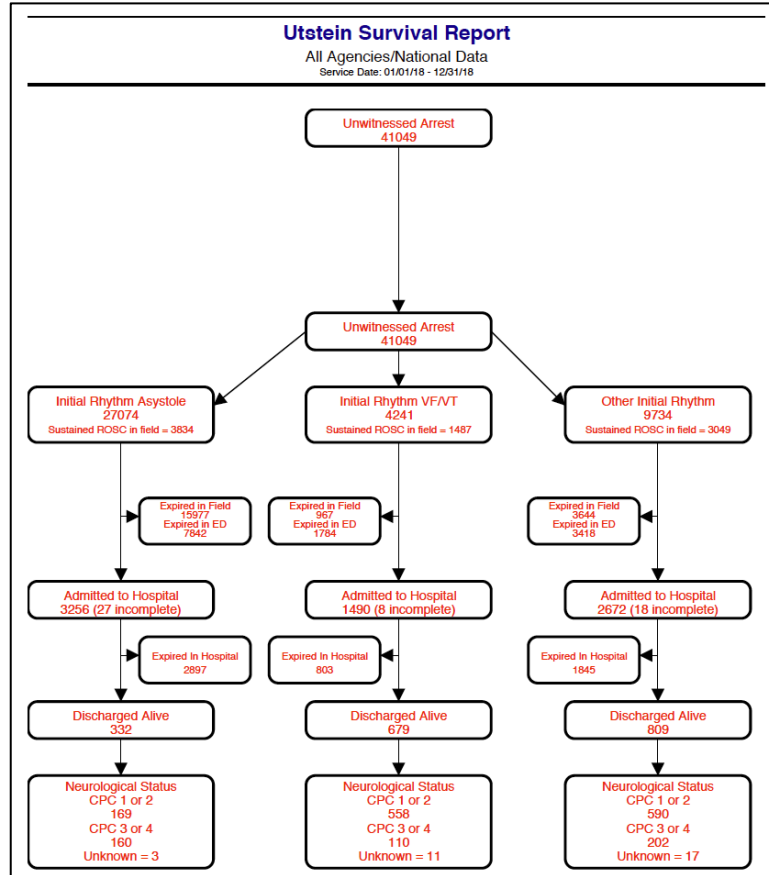 Utstein Survival Report
All Agencies/National Data
Service Date: 01/01/18 - 12/31/18
Unwitnessed Arrest
41049
Unwitnessed Arrest
41049
Initial Rhythm Asystole
27074
Sustained ROSC in field = 3834
Initial Rhythm VF/VT
4241
Sustained ROSC in field = 1487
Other Initial Rhythm
9734
Sustained ROSC in field = 3049
Expired in Field
15977
Expired in ED
7842
Expired in Field
967
Expired in ED
1784
Expired in Field
3644
Expired in ED
3418
Admitted to Hospital
3256 (27 incomplete)
Admitted to Hospital
1490 (8 incomplete)
Admitted to Hospital
2672 (18 incomplete)
Expired In Hospital
2897
Expired In Hospital
803
Expired In Hospital
1845
Discharged Alive
332
Discharged Alive
679
Discharged Alive
809
Neurological Status
CPC 1 or 2
169
CPC 3 or 4
160
Unknown = 3
Neurological Status
CPC 1 or 2
558
CPC 3 or 4
110
Unknown = 11
Neurological Status
CPC 1 or 2
590
CPC 3 or 4
202
Unknown = 17